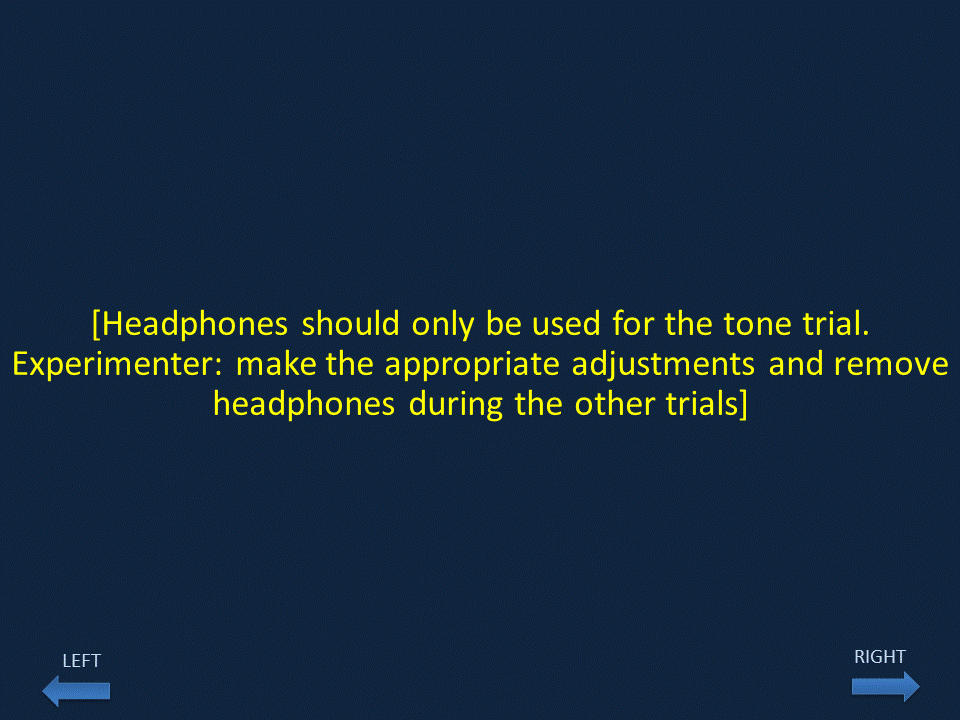 [Headphones should only be used for the tone trial.
Experimenter: make the appropriate adjustments and remove
headphones during the other trials]
LEFT
RIGHT